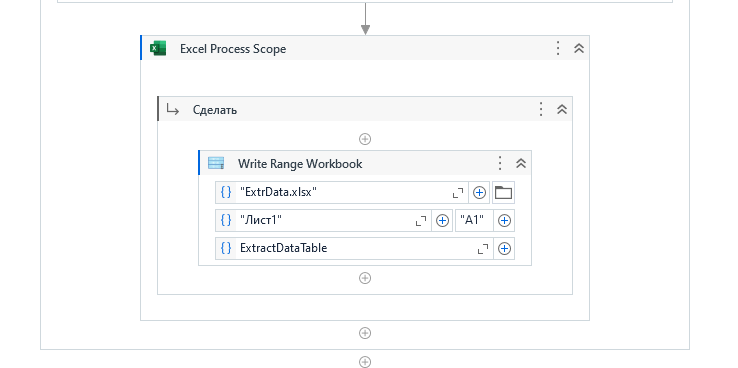 Excel Process Scope
Сделать
Write Range Workbook
{ } "ExtrData.xlsx"
{ } "Лист1" "A1"
{ } ExtractDataTable